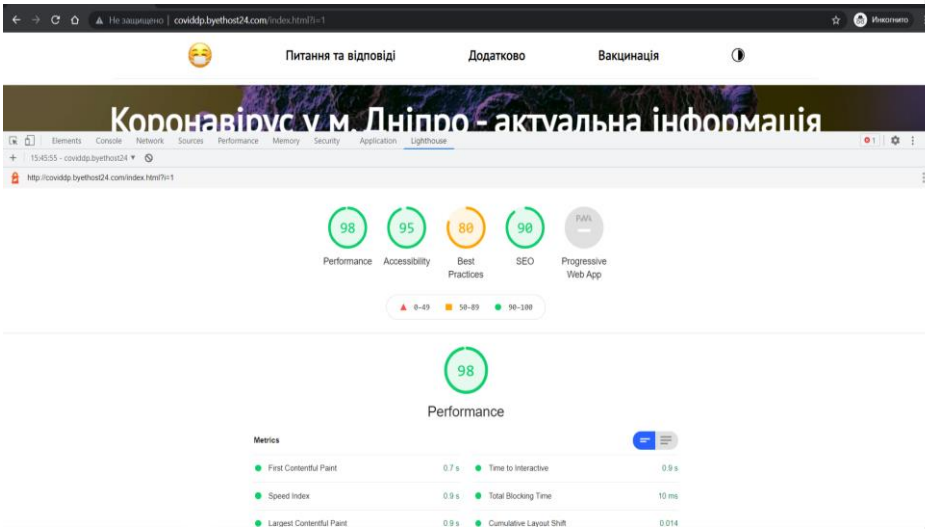 Не защищено | coviddp.byethost24.com/index.html?i=1 Инкогнито
Питання та відповіді Додатково Вакцинація
Коронавірус у м. Дніпро - актуальна інформація
Elements Console Network Sources Performance Memory Security Application Lighthouse 1
15:45:55 - coviddp.byethost24
http://coviddp.byethost24.com/index.html?i=1
98 95 80 90 PWA
Performance Accessibility Best Practices SEO Progressive Web App
0-49 50-89 90-100
98
Performance
Metrics
First Contentful Paint 0.7 s Time to Interactive 0.9 s
Speed Index 0.9 s Total Blocking Time 10 ms
Largest Contentful Paint 0.9 s Cumulative Layout Shift 0.014